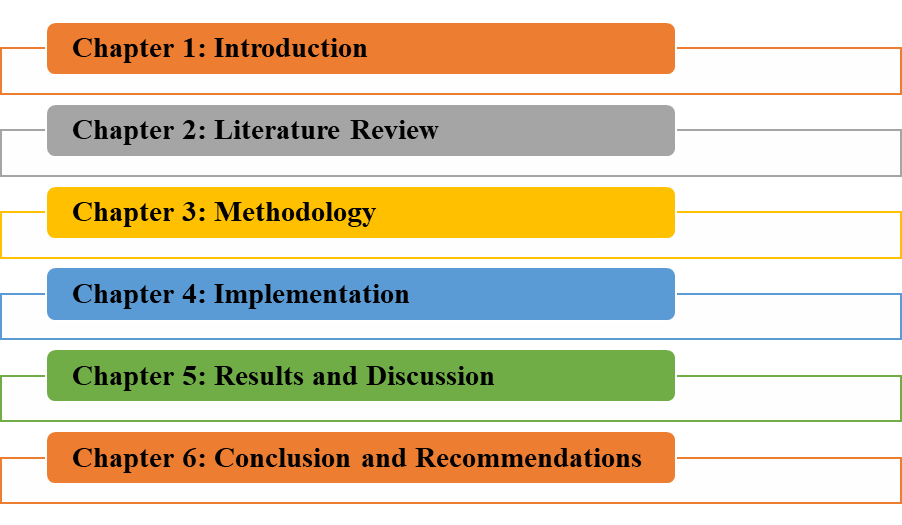 Chapter 1: Introduction
Chapter 2: Literature Review
Chapter 3: Methodology
Chapter 4: Implementation
Chapter 5: Results and Discussion
Chapter 6: Conclusion and Recommendations